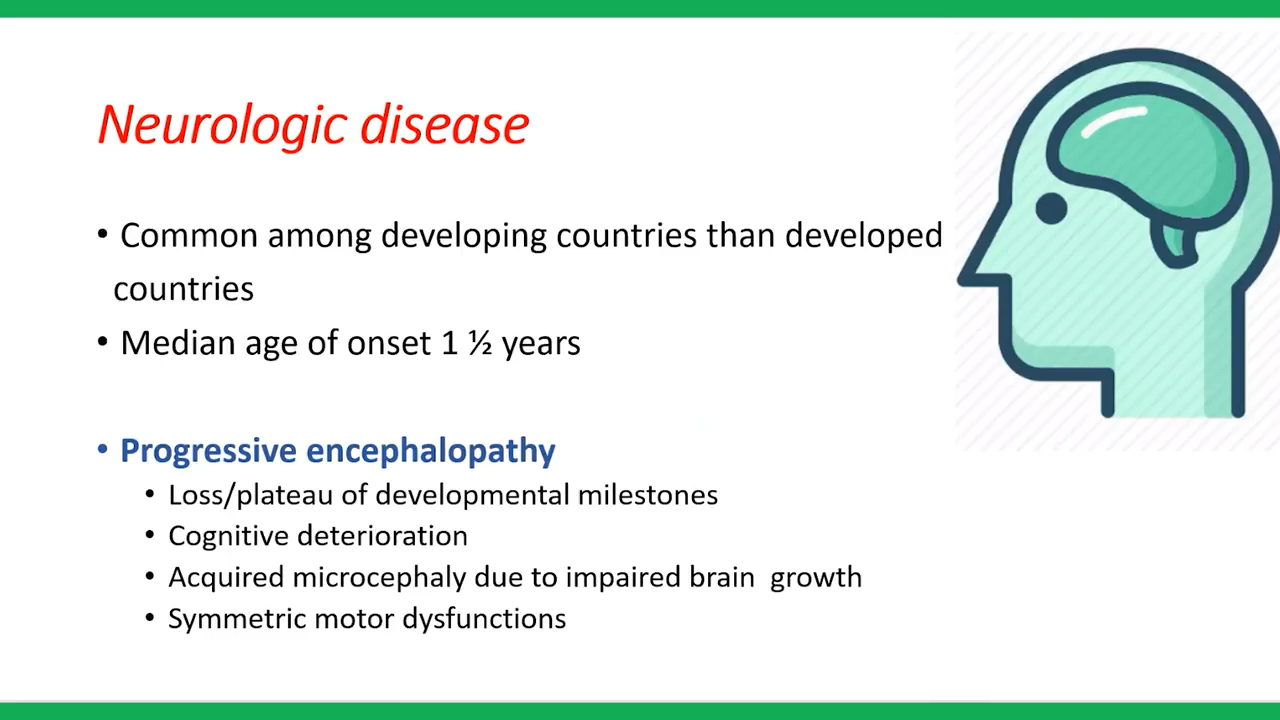 Neurologic disease
• Common among developing countries than developed
countries
• Median age of onset 1 ½ years
• Progressive encephalopathy
• Loss/plateau of developmental milestones
• Cognitive deterioration
• Acquired microcephaly due to impaired brain  growth
• Symmetric motor dysfunctions